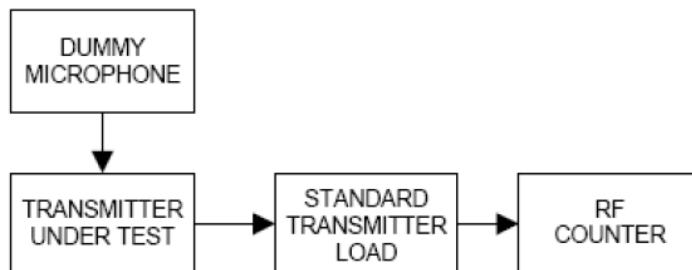 DUMMY
MICROPHONE
TRANSMITTER
UNDER TEST
STANDARD
TRANSMITTER
LOAD
RF
COUNTER